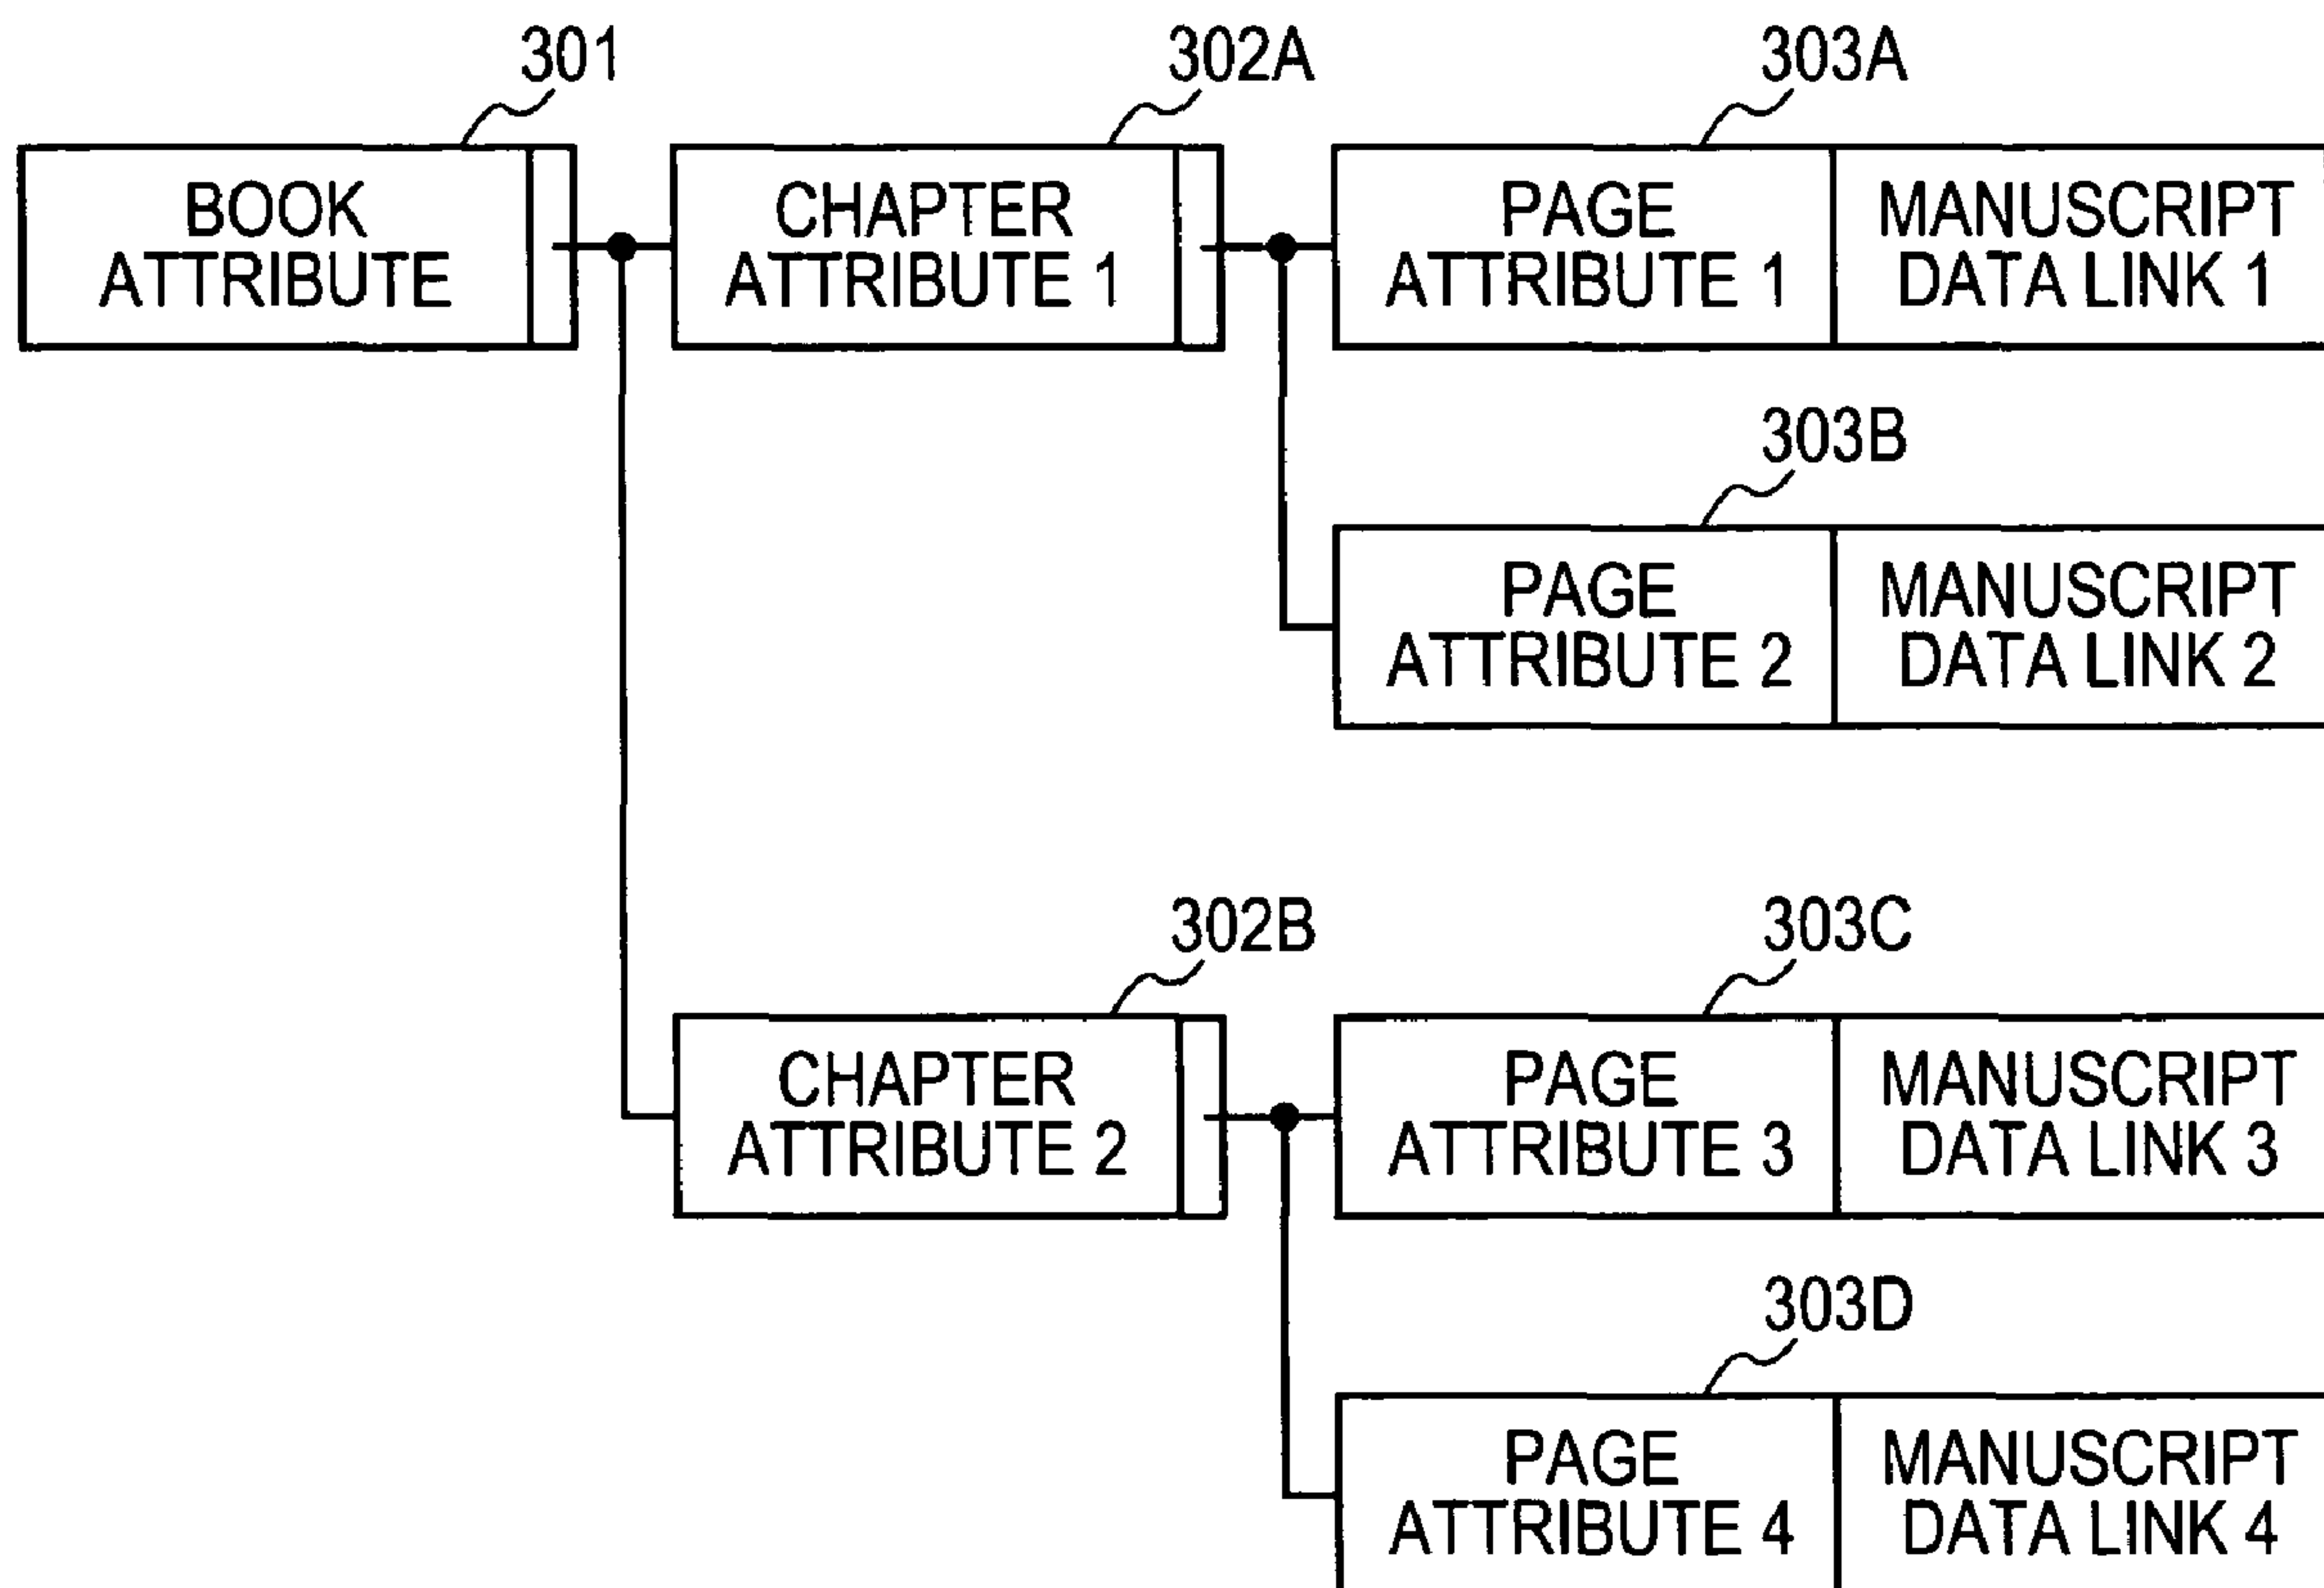 301
302A
303A
BOOK
ATTRIBUTE
CHAPTER
ATTRIBUTE 1
PAGE
ATTRIBUTE 1
MANUSCRIPT
DATA LINK 1
303B
PAGE
ATTRIBUTE 2
MANUSCRIPT
DATA LINK 2
302B
303C
CHAPTER
ATTRIBUTE 2
PAGE
ATTRIBUTE 3
MANUSCRIPT
DATA LINK 3
303D
PAGE
ATTRIBUTE 4
MANUSCRIPT
DATA LINK 4